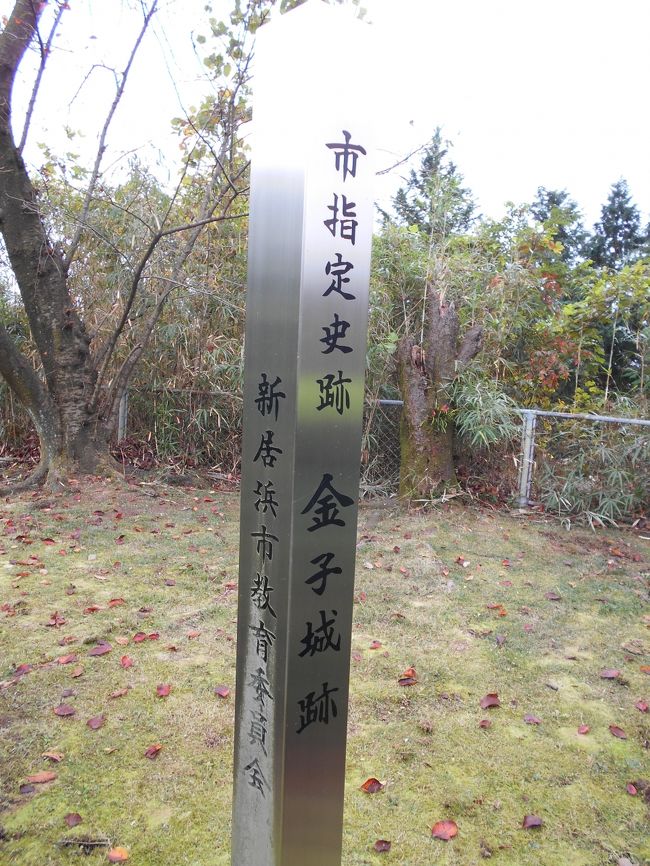 市指定史跡 金子城跡
新居浜市教育委員会